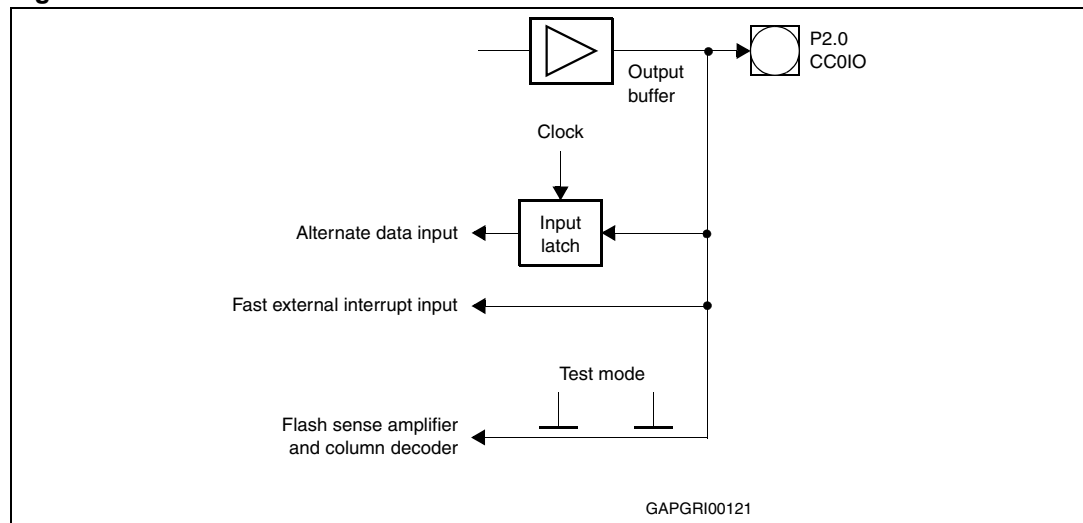 P2.0
CC0IO
Output
buffer
Clock
Input
latch
Alternate data input
Fast external interrupt input
Test mode
Flash sense amplifier
and column decoder
GAPGRI00121